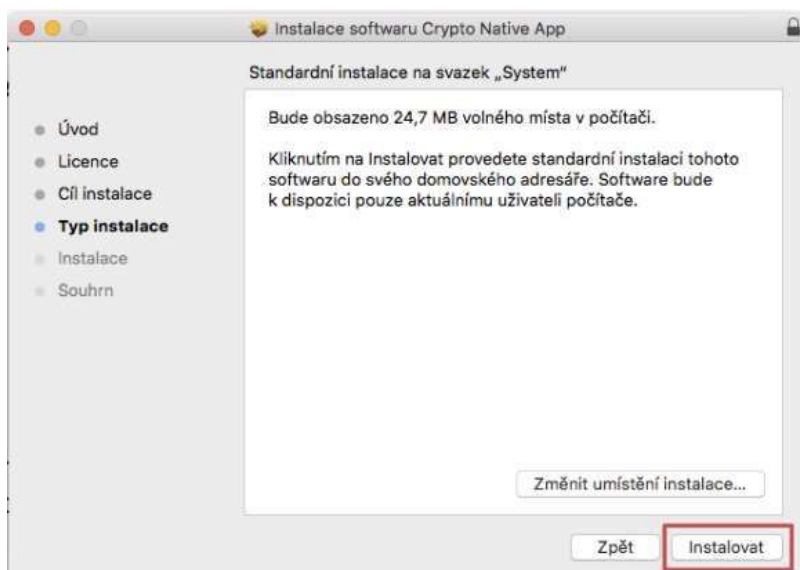 Instalace softwaru Crypto Native App
Standardní instalace na svazek „System“
Úvod
Licence
Cíl instalace
Typ instalace
Instalace
Souhrn
Bude obsazeno 24,7 MB volného místa v počítači.
Kliknutím na Instalovat provedete standardní instalaci tohoto
softwaru do svého domovského adresáře. Software bude
k dispozici pouze aktuálnímu uživateli počítače.
Změnit umístění instalace...
Zpět
Instalovat